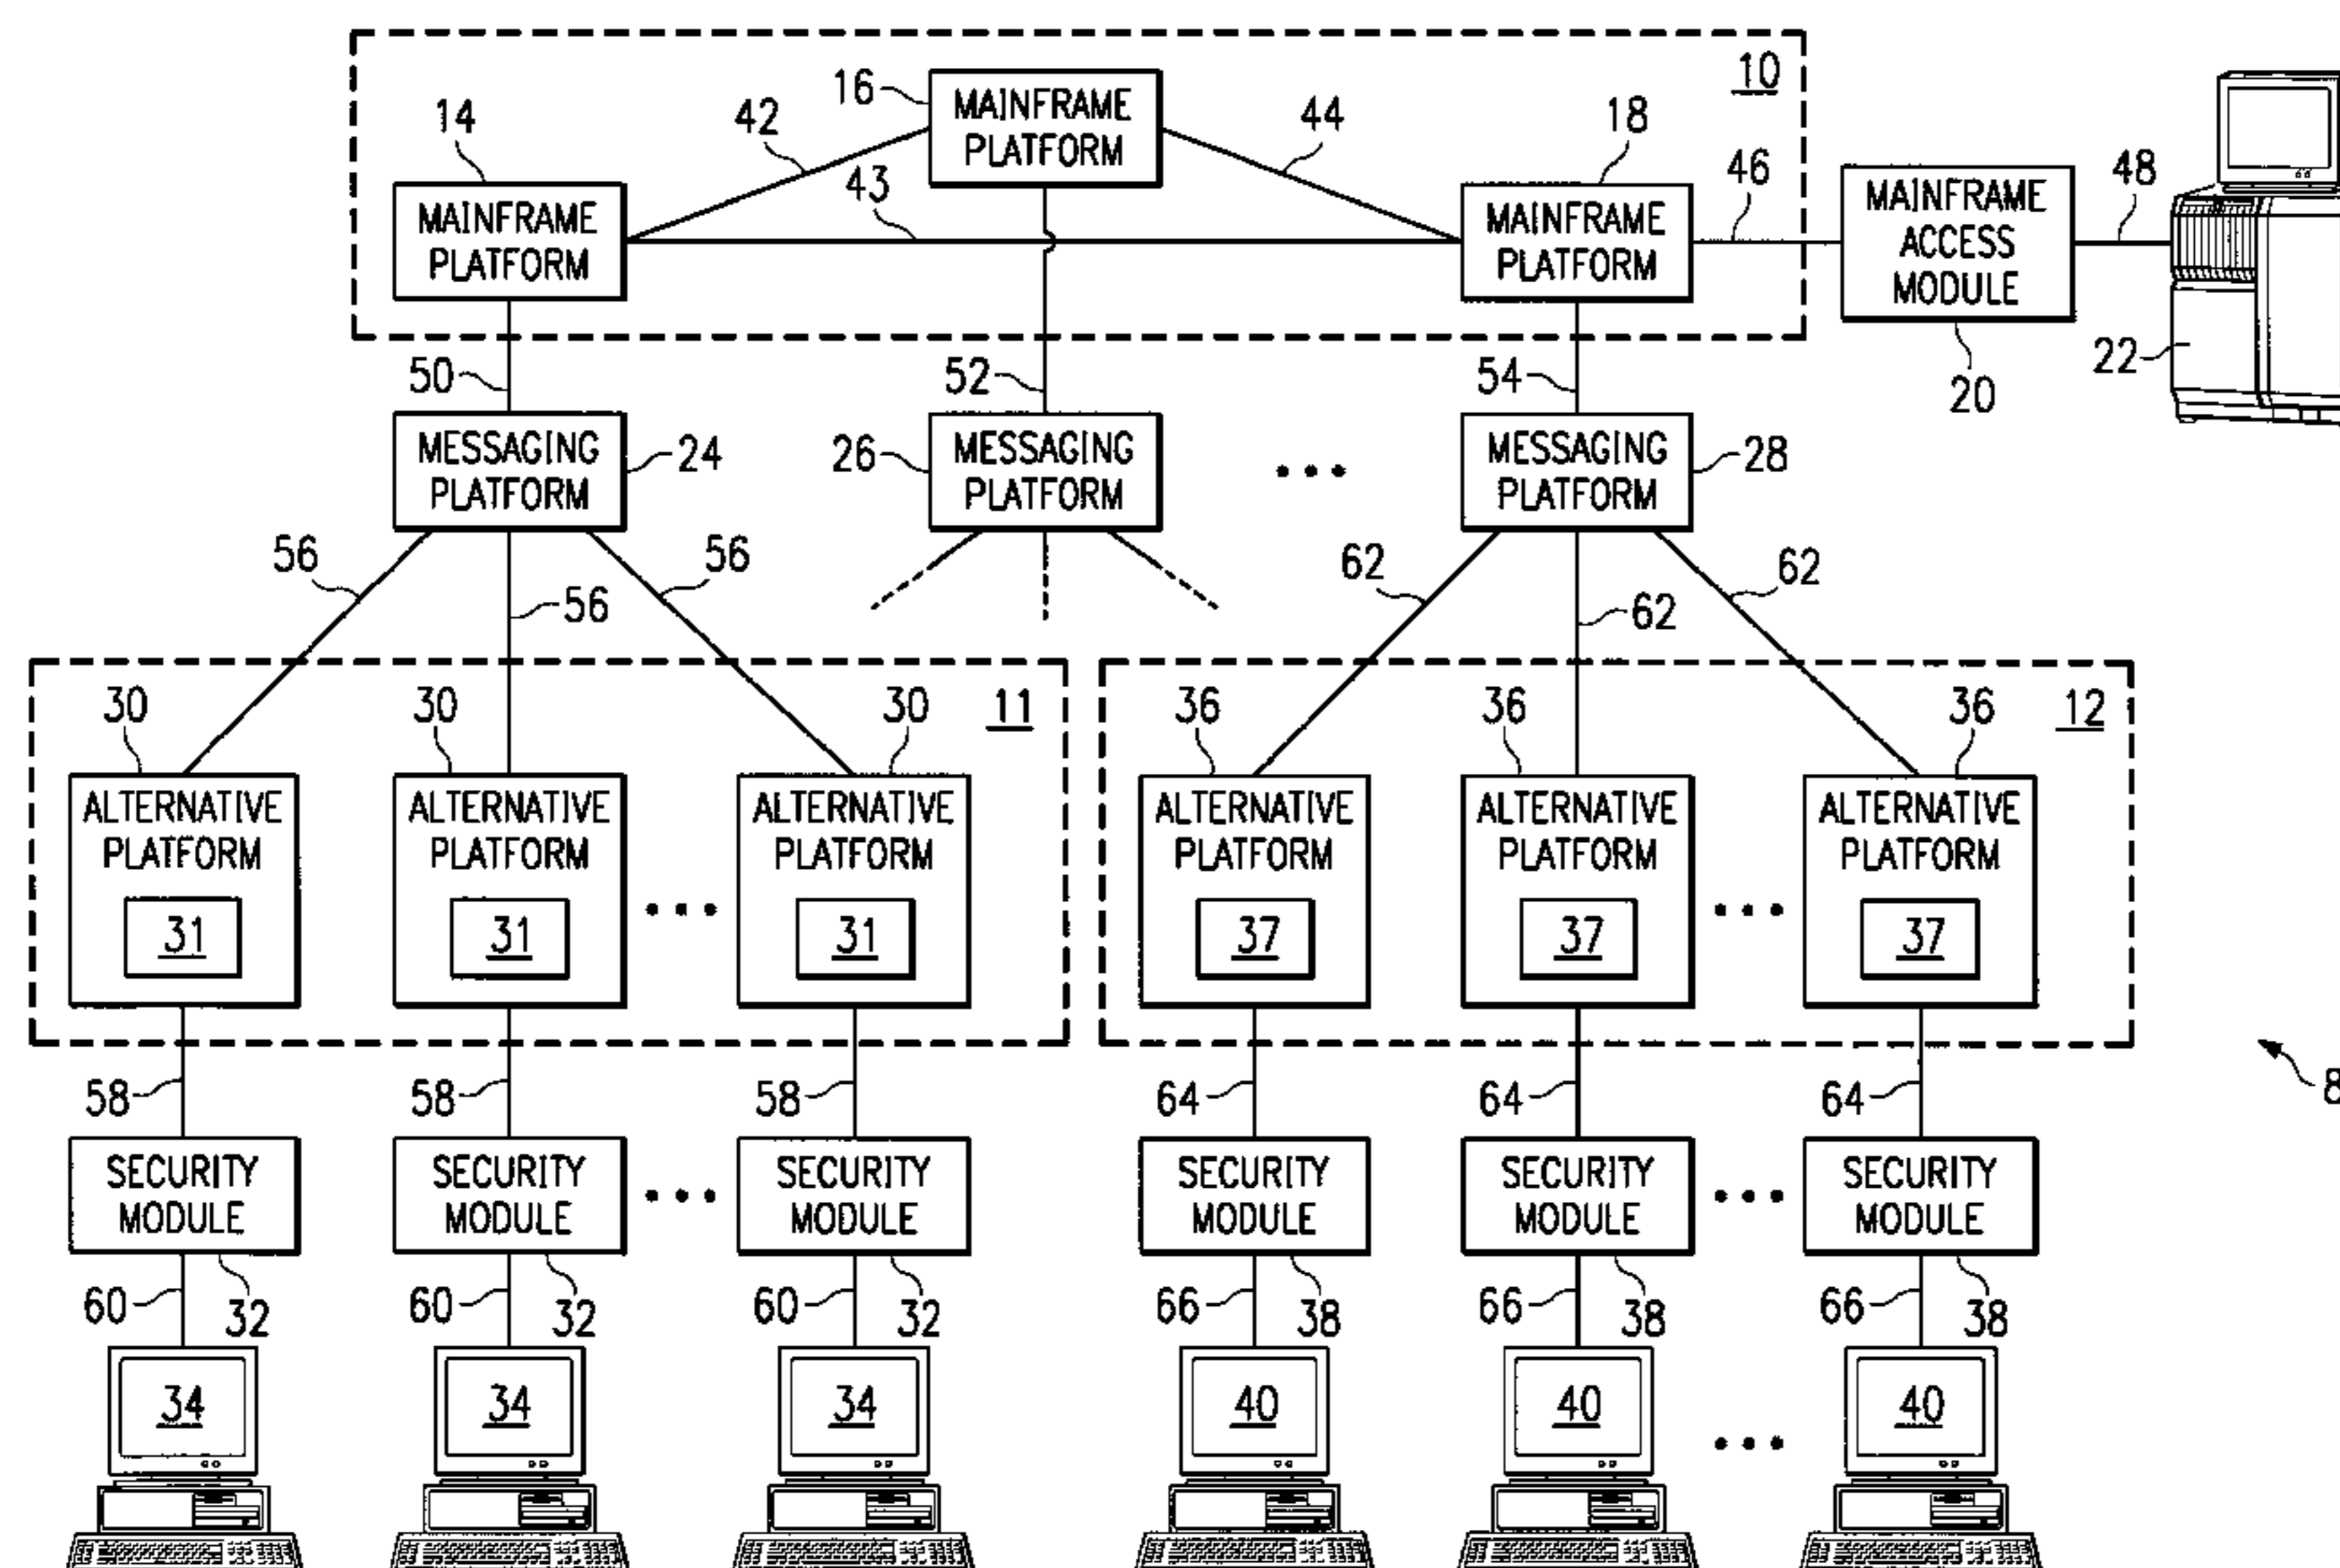 10
16
MAINFRAME
PLATFORM
14
42
44
18
43
46
48
MAINFRAME
PLATFORM
MAINFRAME
PLATFORM
MAINFRAME
ACCESS
MODULE
22
20
50
52
54
MESSAGING
PLATFORM
24
26
MESSAGING
PLATFORM
MESSAGING
PLATFORM
28
56
56
56
62
62
62
30
30
30
11
36
36
36
12
ALTERNATIVE
PLATFORM
31
ALTERNATIVE
PLATFORM
31
ALTERNATIVE
PLATFORM
31
ALTERNATIVE
PLATFORM
37
ALTERNATIVE
PLATFORM
37
ALTERNATIVE
PLATFORM
37
8
58
58
58
64
64
64
SECURITY
MODULE
SECURITY
MODULE
SECURITY
MODULE
SECURITY
MODULE
SECURITY
MODULE
SECURITY
MODULE
60
32
60
32
60
32
66
38
66
38
66
38
34
34
34
40
40
40